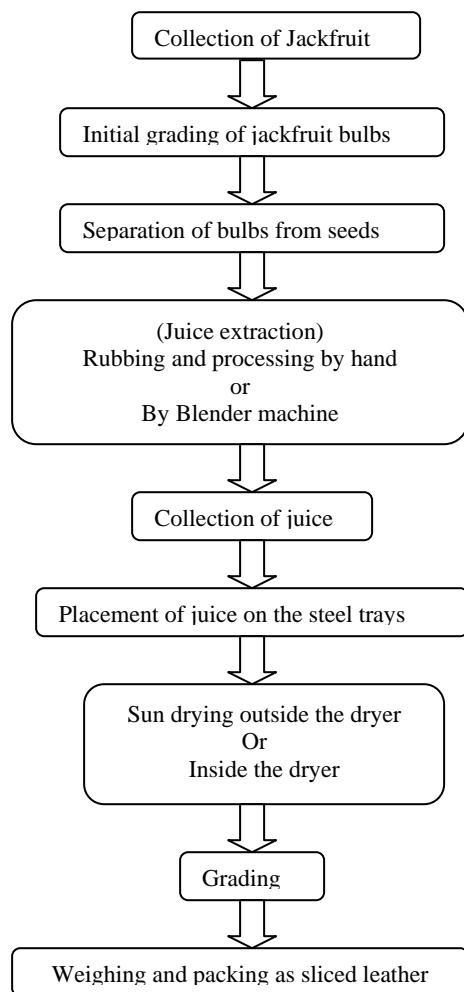 Collection of Jackfruit
Initial grading of jackfruit bulbs
Separation of bulbs from seeds
(Juice extraction)
Rubbing and processing by hand
or
By Blender machine
Collection of juice
Placement of juice on the steel trays
Sun drying outside the dryer
Or
Inside the dryer
Grading
Weighing and packing as sliced leather